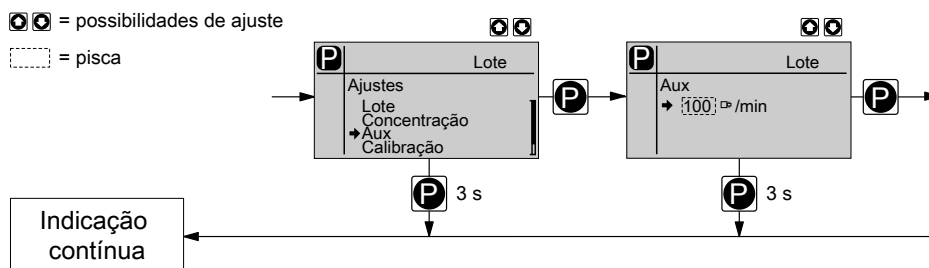 = possibilidades de ajuste
= pisca
P Lote
Ajustes
Lote
Concentração
Aux
Calibração
P
P Lote
Aux
100 /min
P
P 3 s
P 3 s
Indicação
contínua